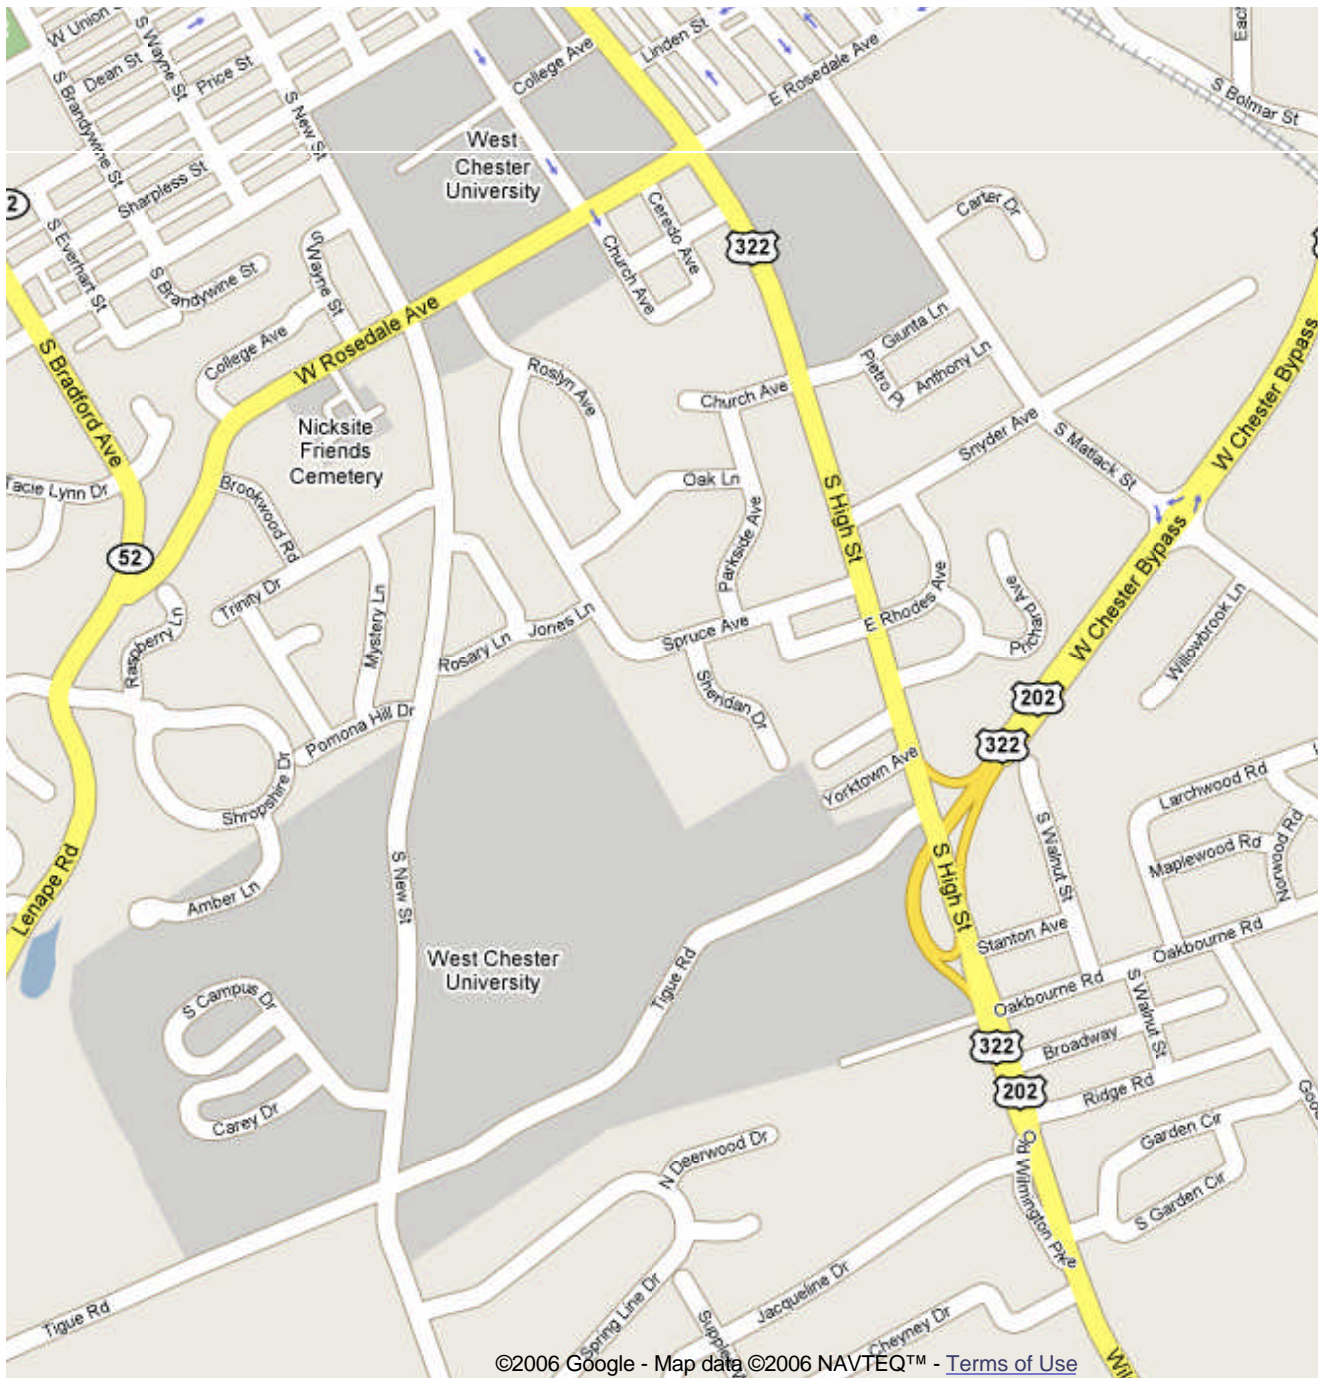 W Union S
S Wayne St
Dean St
Price St
S Brandywine St
S New St
College Ave
Linden St
E Rosedale Ave
S Bolmar St
Eac
West
Chester
University
Sharpless St
2
S Everhart St
S Brandywine St
S Wayne St
Church Ave
Ceredo Ave
322
Carter Dr
College Ave
W Rosedale Ave
S Bradford Ave
Roslyn Ave
Giunta Ln
Pietro Pl
Anthony Ln
Church Ave
W Chester Bypass
Nicksite
Friends
Cemetery
Snyder Ave
S Matlack St
Tacie Lynn Dr
Brookwood Rd
Oak Ln
S High St
Parkside Ave
52
Trinity Dr
Raspberry Ln
Mystery Ln
Rosary Ln
Jones Ln
Spruce Ave
E Rhodes Ave
Prichard Ave
W Chester Bypass
Willowbrook Ln
Sheridan Dr
202
322
Pomona Hill Dr
Shropshire Dr
Yorktown Ave
Larchwood Rd
Norwood Rd
Maplewood Rd
S Walnut St
S High St
S New St
Lenape Rd
Amber Ln
Stanton Ave
Oakbourne Rd
West Chester
University
Tigue Rd
S Campus Dr
Oakbourne Rd
S Walnut St
322
Broadway
202
Ridge Rd
Carey Dr
Goo
Garden Cir
S Garden Cir
N Deerwood Dr
Old Wilmington Pike
Jacqueline Dr
Spring Line Dr
Tigue Rd
Cheyney Dr
Supple
Wil
©2006 Google - Map data ©2006 NAVTEQ™ - Terms of Use